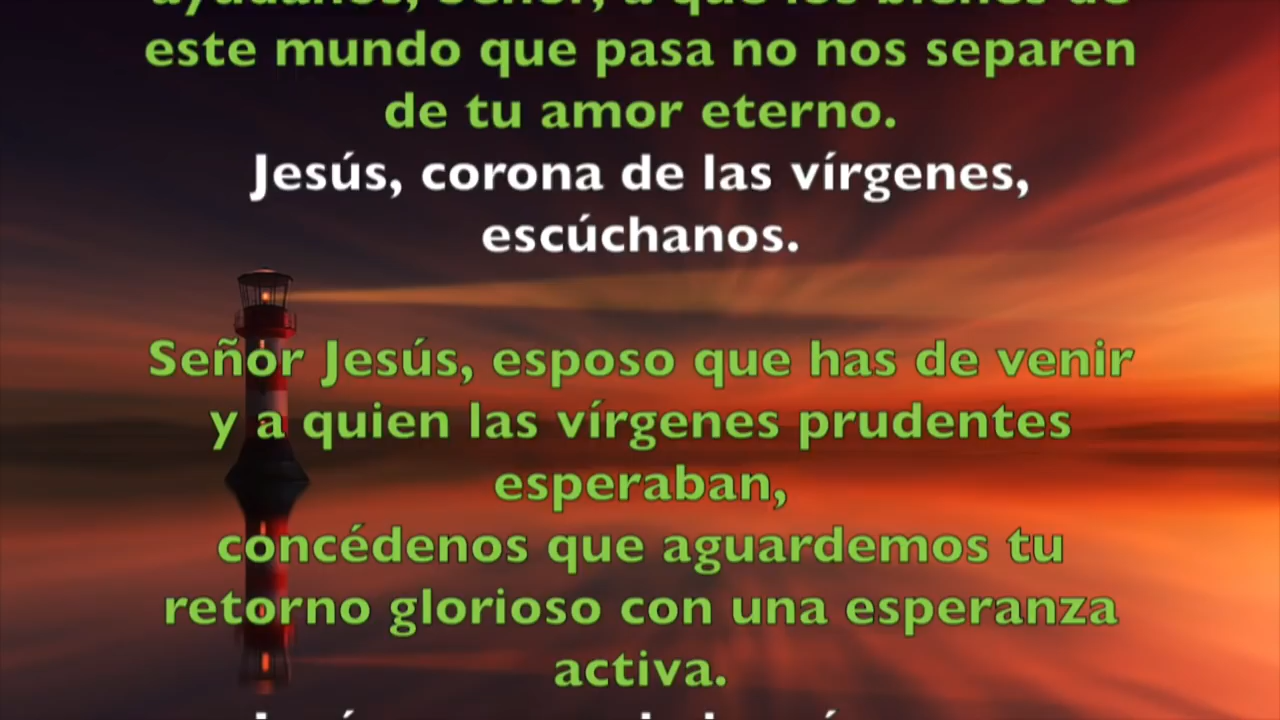 ayúdanos, Señor, a que los bienes de
este mundo que pasa no nos separen
de tu amor eterno.
Jesús, corona de las vírgenes,
escúchanos.
Señor Jesús, esposo que has de venir
y a quien las vírgenes prudentes
esperaban,
concédenos que aguardemos tu
retorno glorioso con una esperanza
activa.